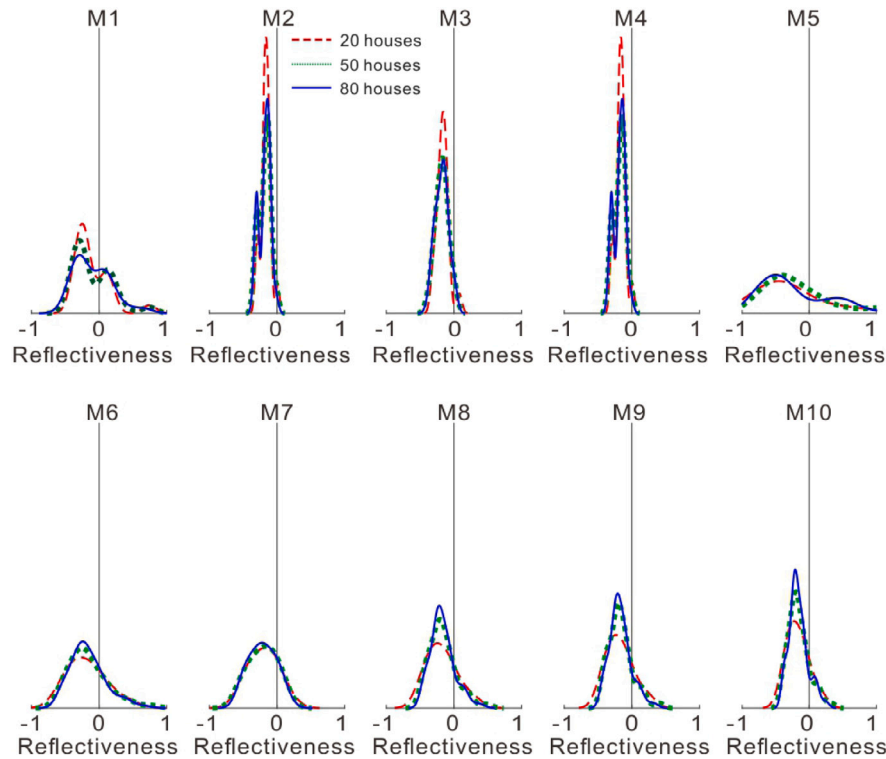 M1 M2 M3 M4 M5
20 houses
50 houses
80 houses
-1 0 1 -1 0 1 -1 0 1 -1 0 1 -1 0 1
Reflectiveness Reflectiveness Reflectiveness Reflectiveness Reflectiveness
M6 M7 M8 M9 M10
-1 0 1 -1 0 1 -1 0 1 -1 0 1 -1 0 1
Reflectiveness Reflectiveness Reflectiveness Reflectiveness Reflectiveness